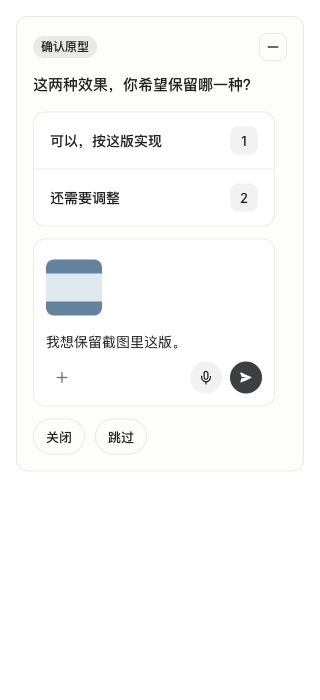 确认原型
这两种效果，你希望保留哪一种？
可以，按这版实现
1
还需要调整
2
我想保留截图里这版。
关闭
跳过